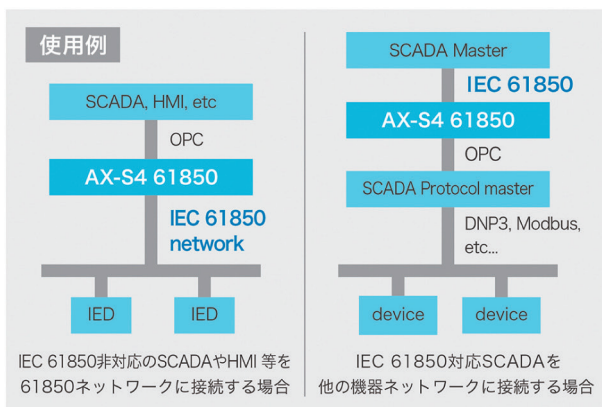 使用例
SCADA, HMI, etc
OPC
AX-S4 61850
IEC 61850
network
IED
IED
IEC 61850非対応のSCADAやHMI 等を
61850ネットワークに接続する場合
SCADA Master
IEC 61850
AX-S4 61850
OPC
SCADA Protocol master
DNP3, Modbus,
etc...
device
device
IEC 61850対応SCADAを
他の機器ネットワークに接続する場合